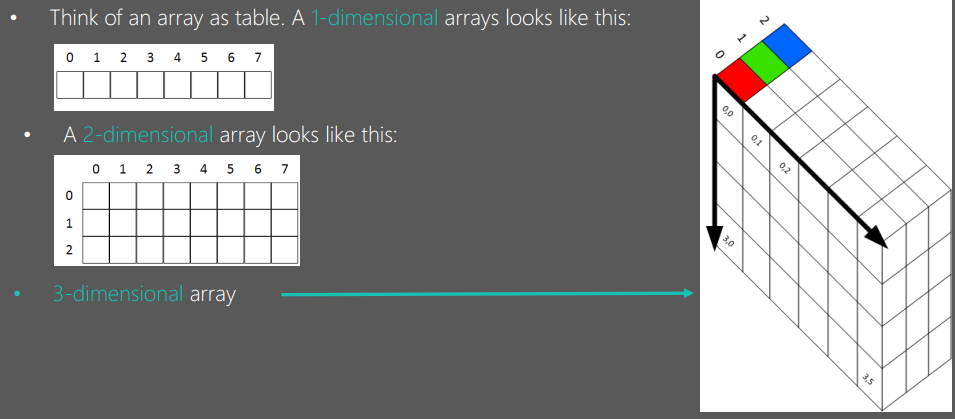 • Think of an array as table. A 1-dimensional arrays looks like this:
0 1 2 3 4 5 6 7
• A 2-dimensional array looks like this:
0 1 2 3 4 5 6 7
0
1
2
• 3-dimensional array
0 1 2
0,0 0,1 0,2
3,0
3,5